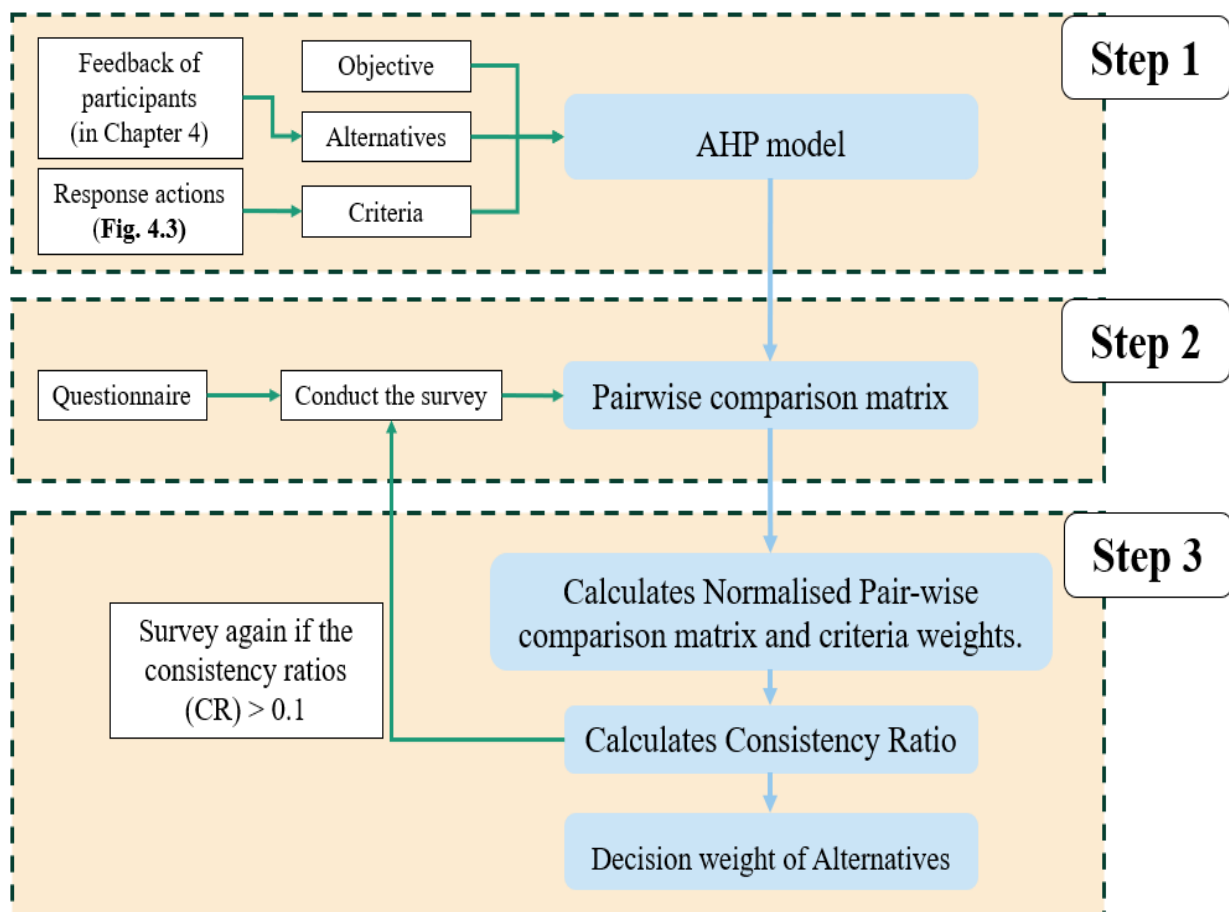 Step 1
Feedback of
participants
(in Chapter 4)
Objective
Alternatives
AHP model
Response actions
(Fig. 4.3)
Criteria
Step 2
Questionnaire
Conduct the survey
Pairwise comparison matrix
Step 3
Calculates Normalised Pair-wise
comparison matrix and criteria weights.
Survey again if the
consistency ratios
(CR) > 0.1
Calculates Consistency Ratio
Decision weight of Alternatives